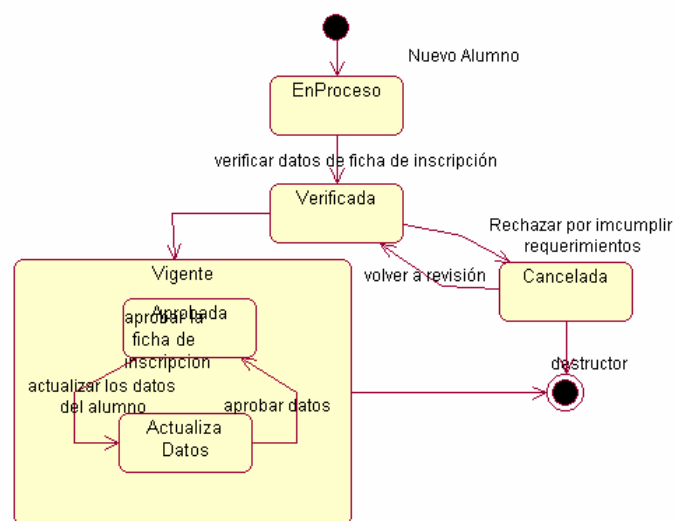 Nuevo Alumno
EnProceso
verificar datos de ficha de inscripción
Verificada
Rechazar por imcumplir
requerimientos
volver a revisión
Cancelada
Vigente
Aprobada
aprobar la
ficha de
inscripcion
destructor
actualizar los datos
del alumno
aprobar datos
Actualiza
Datos